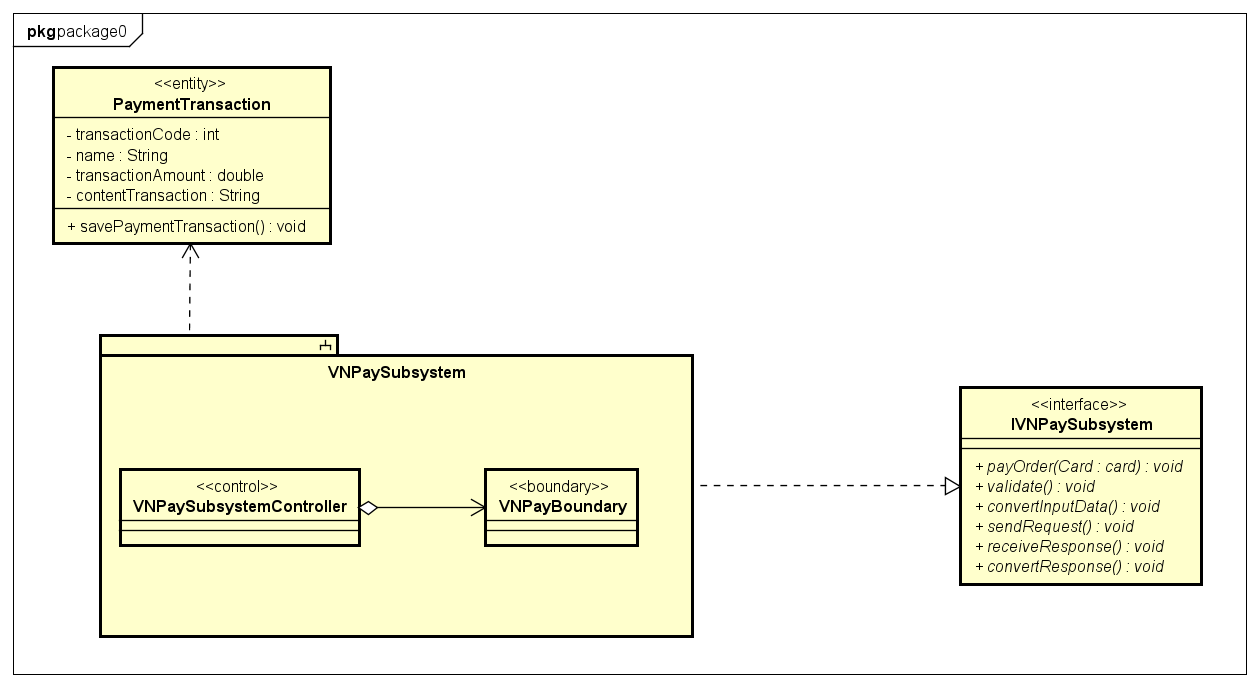 pkgpackage0
<<entity>>
PaymentTransaction
- transactionCode : int
- name : String
- transactionAmount : double
- contentTransaction : String
+ savePaymentTransaction() : void
VNPaySubsystem
<<control>>
VNPaySubsystemController
<<boundary>>
VNPayBoundary
<<interface>>
IVNPaySubsystem
+ payOrder(Card : card) : void
+ validate() : void
+ convertInputData() : void
+ sendRequest() : void
+ receiveResponse() : void
+ convertResponse() : void